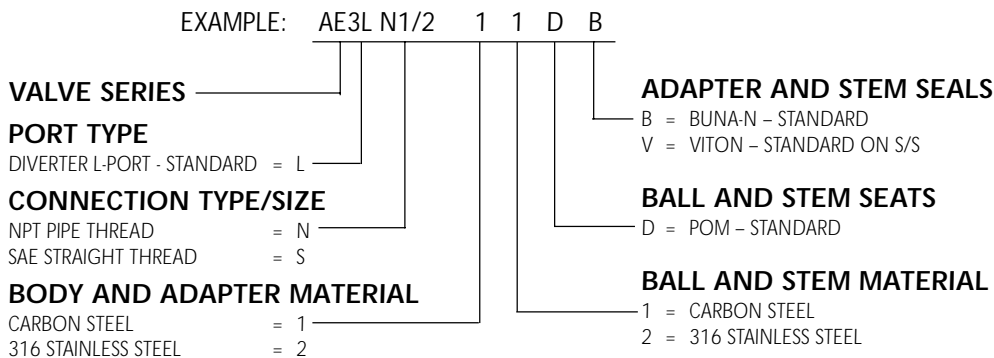 EXAMPLE: AE3L N1/2 1 1 D B
VALVE SERIES
PORT TYPE
DIVERTER L-PORT - STANDARD = L
CONNECTION TYPE/SIZE
NPT PIPE THREAD = N
SAE STRAIGHT THREAD = S
BODY AND ADAPTER MATERIAL
CARBON STEEL = 1
316 STAINLESS STEEL = 2
ADAPTER AND STEM SEALS
B = BUNA-N – STANDARD
V = VITON – STANDARD ON S/S
BALL AND STEM SEATS
D = POM – STANDARD
BALL AND STEM MATERIAL
1 = CARBON STEEL
2 = 316 STAINLESS STEEL